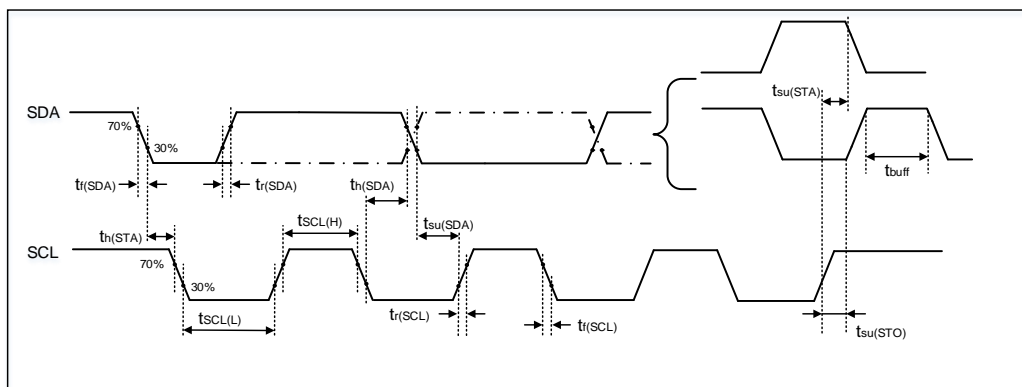 tsu(STA)
SDA
70%
30%
tbuff
tf(SDA)
tr(SDA)
th(SDA)
tSCL(H)
tsu(SDA)
th(STA)
SCL
70%
30%
tSCL(L)
tr(SCL)
tf(SCL)
tsu(STO)